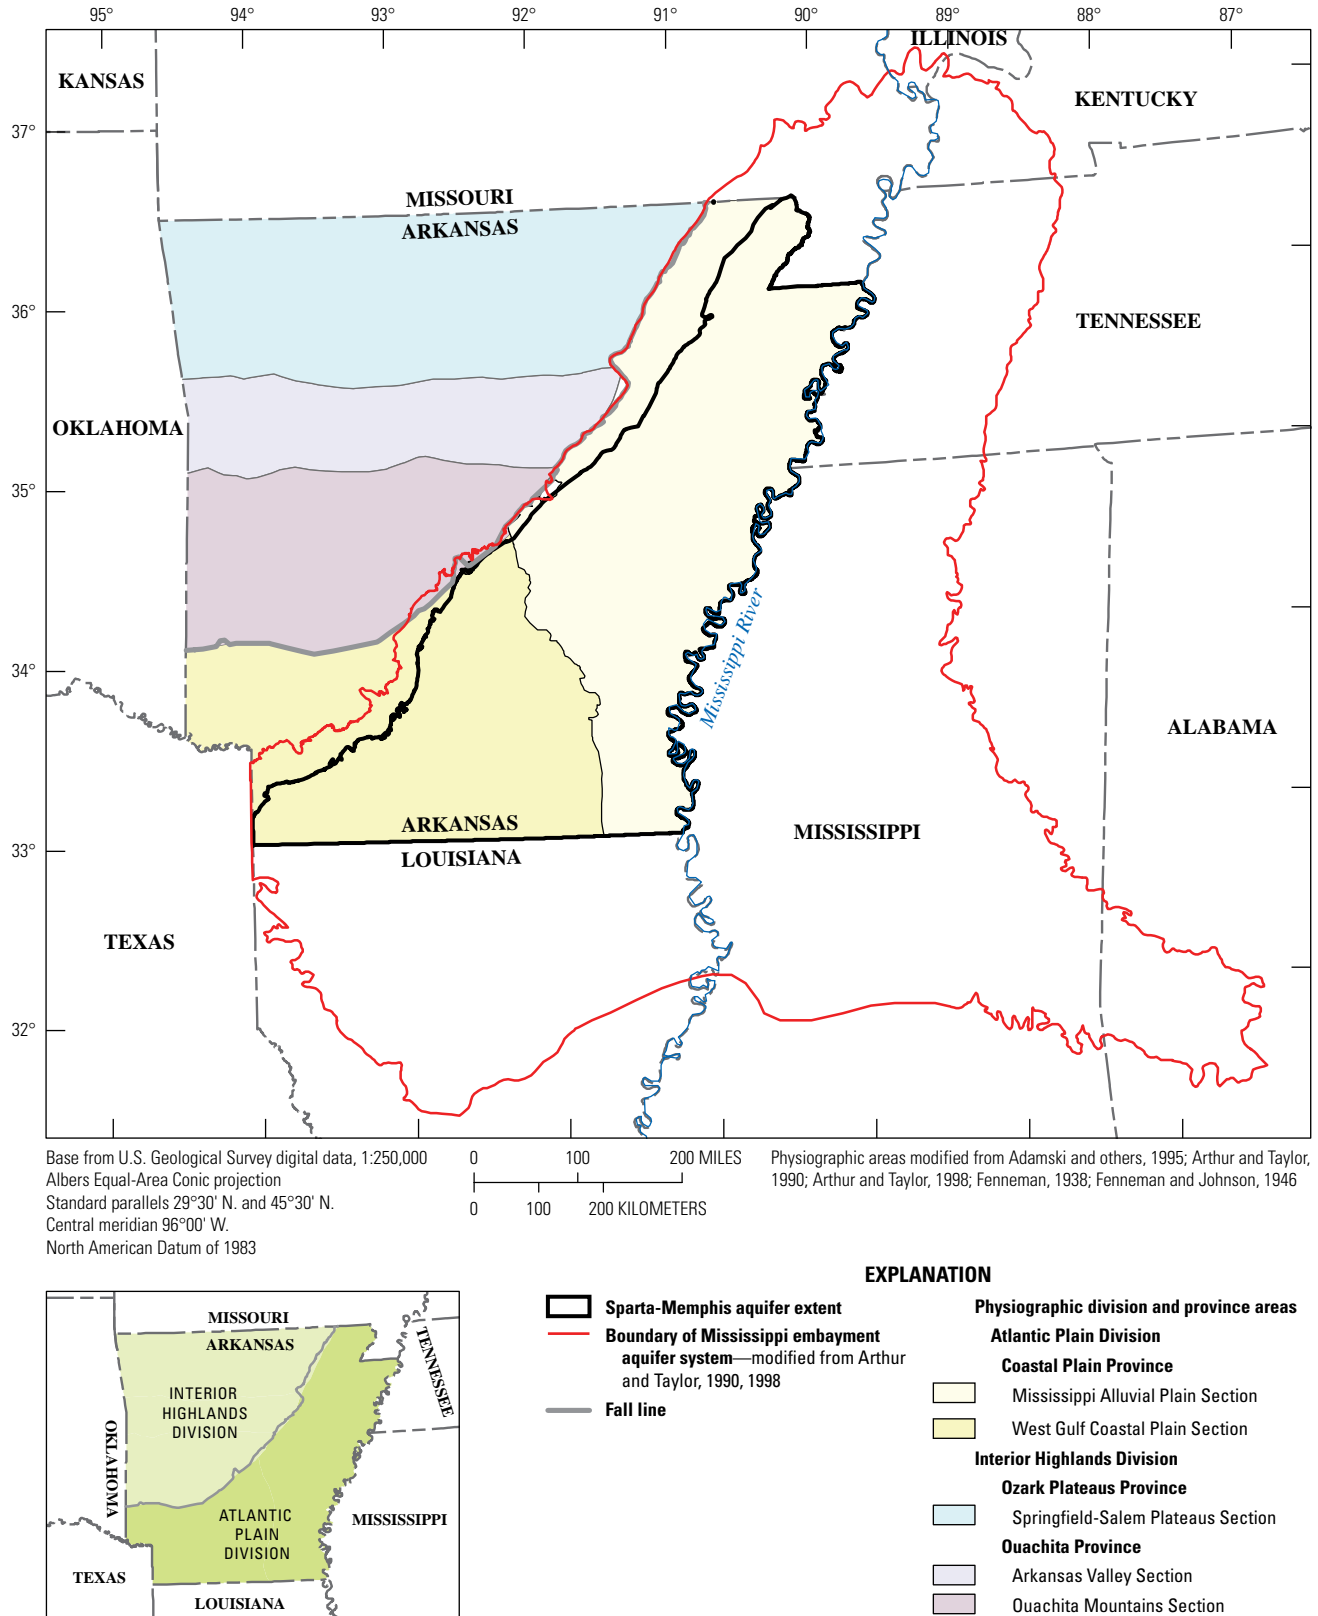 95° 94° 93° 92° 91° 90° 89° 88° 87°
ILLINOIS
KANSAS
KENTUCKY
37°
MISSOURI
ARKANSAS
36°
TENNESSEE
OKLAHOMA
35°
Mississippi River
34°
ALABAMA
ARKANSAS
MISSISSIPPI
33°
LOUISIANA
TEXAS
32°
Base from U.S. Geological Survey digital data, 1:250,000
Albers Equal-Area Conic projection
Standard parallels 29°30' N. and 45°30' N.
Central meridian 96°00' W.
North American Datum of 1983
0 100 200 MILES
0 100 200 KILOMETERS
Physiographic areas modified from Adamski and others, 1995; Arthur and Taylor,
1990; Arthur and Taylor, 1998; Fenneman, 1938; Fenneman and Johnson, 1946
MISSOURI
ARKANSAS
TENNESSEE
INTERIOR
HIGHLANDS
DIVISION
OKLAHOMA
ATLANTIC
PLAIN
DIVISION
MISSISSIPPI
TEXAS
LOUISIANA
EXPLANATION
Sparta-Memphis aquifer extent
Boundary of Mississippi embayment
aquifer system—modified from Arthur
and Taylor, 1990, 1998
Fall line
Physiographic division and province areas
Atlantic Plain Division
Coastal Plain Province
Mississippi Alluvial Plain Section
West Gulf Coastal Plain Section
Interior Highlands Division
Ozark Plateaus Province
Springfield-Salem Plateaus Section
Ouachita Province
Arkansas Valley Section
Ouachita Mountains Section